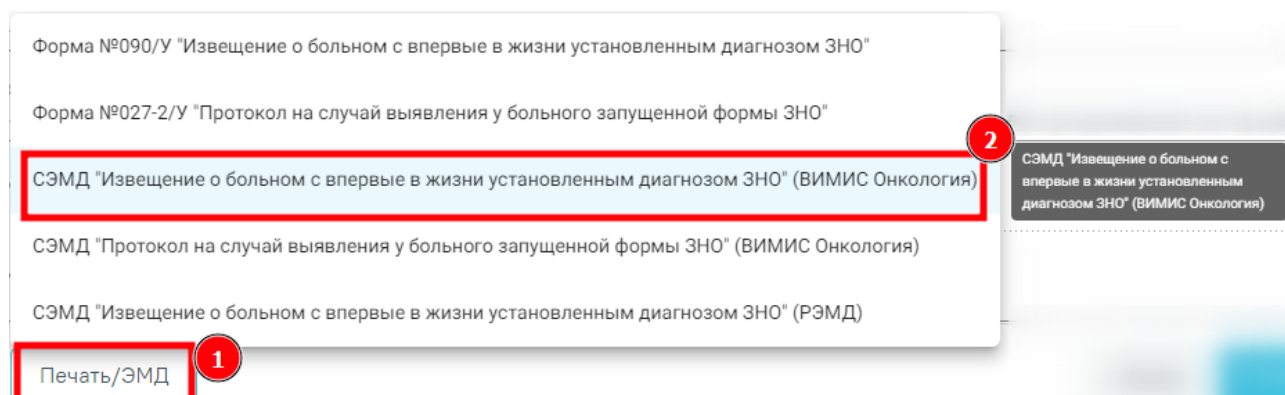 Форма №090/У "Извещение о больном с впервые в жизни установленным диагнозом ЗНО"
Форма №027-2/У "Протокол на случай выявления у больного запущенной формы ЗНО"
2
СЭМД "Извещение о больном с впервые в жизни установленным диагнозом ЗНО" (ВИМИС Онкология)
СЭМД "Извещение о больном с
впервые в жизни установленным
диагнозом ЗНО" (ВИМИС Онкология)
СЭМД "Протокол на случай выявления у больного запущенной формы ЗНО" (ВИМИС Онкология)
СЭМД "Извещение о больном с впервые в жизни установленным диагнозом ЗНО" (РЭМД)
1
Печать/ЭМД